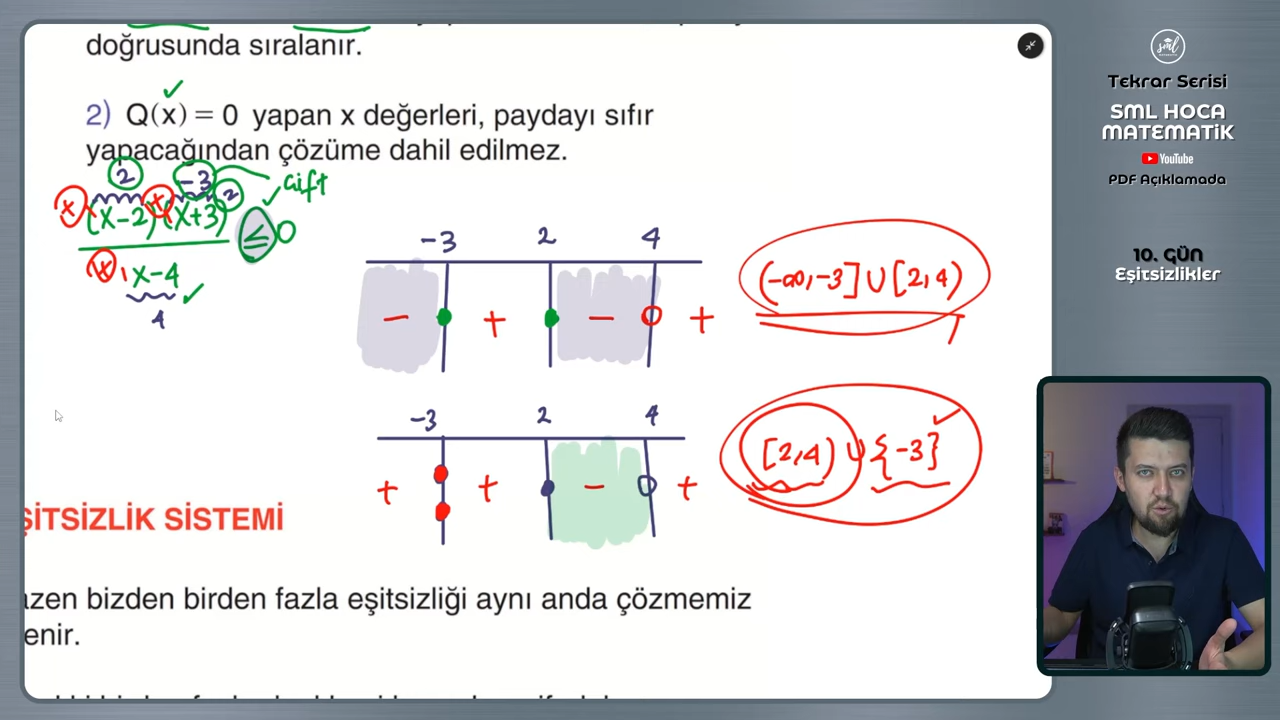 doğrusunda sıralanır.
2) Q(x) = 0 yapan x değerleri, paydayı sıfır
yapacağından çözüme dahil edilmez.
2 -3 2 çift
+ (x-2) + (x+3) ≤ 0
+ x-4
4
-3 2 4
- + - + (-∞, -3] ∪ [2, 4)
-3 2 4
+ + - + [2, 4) ∪ {-3}
ŞİTSİZLİK SİSTEMİ
azen bizden birden fazla eşitsizliği aynı anda çözmemiz
enir.
sml
Tekrar Serisi
SML HOCA
MATEMATİK
YouTube
PDF Açıklamada
10. GÜN
Eşitsizlikler